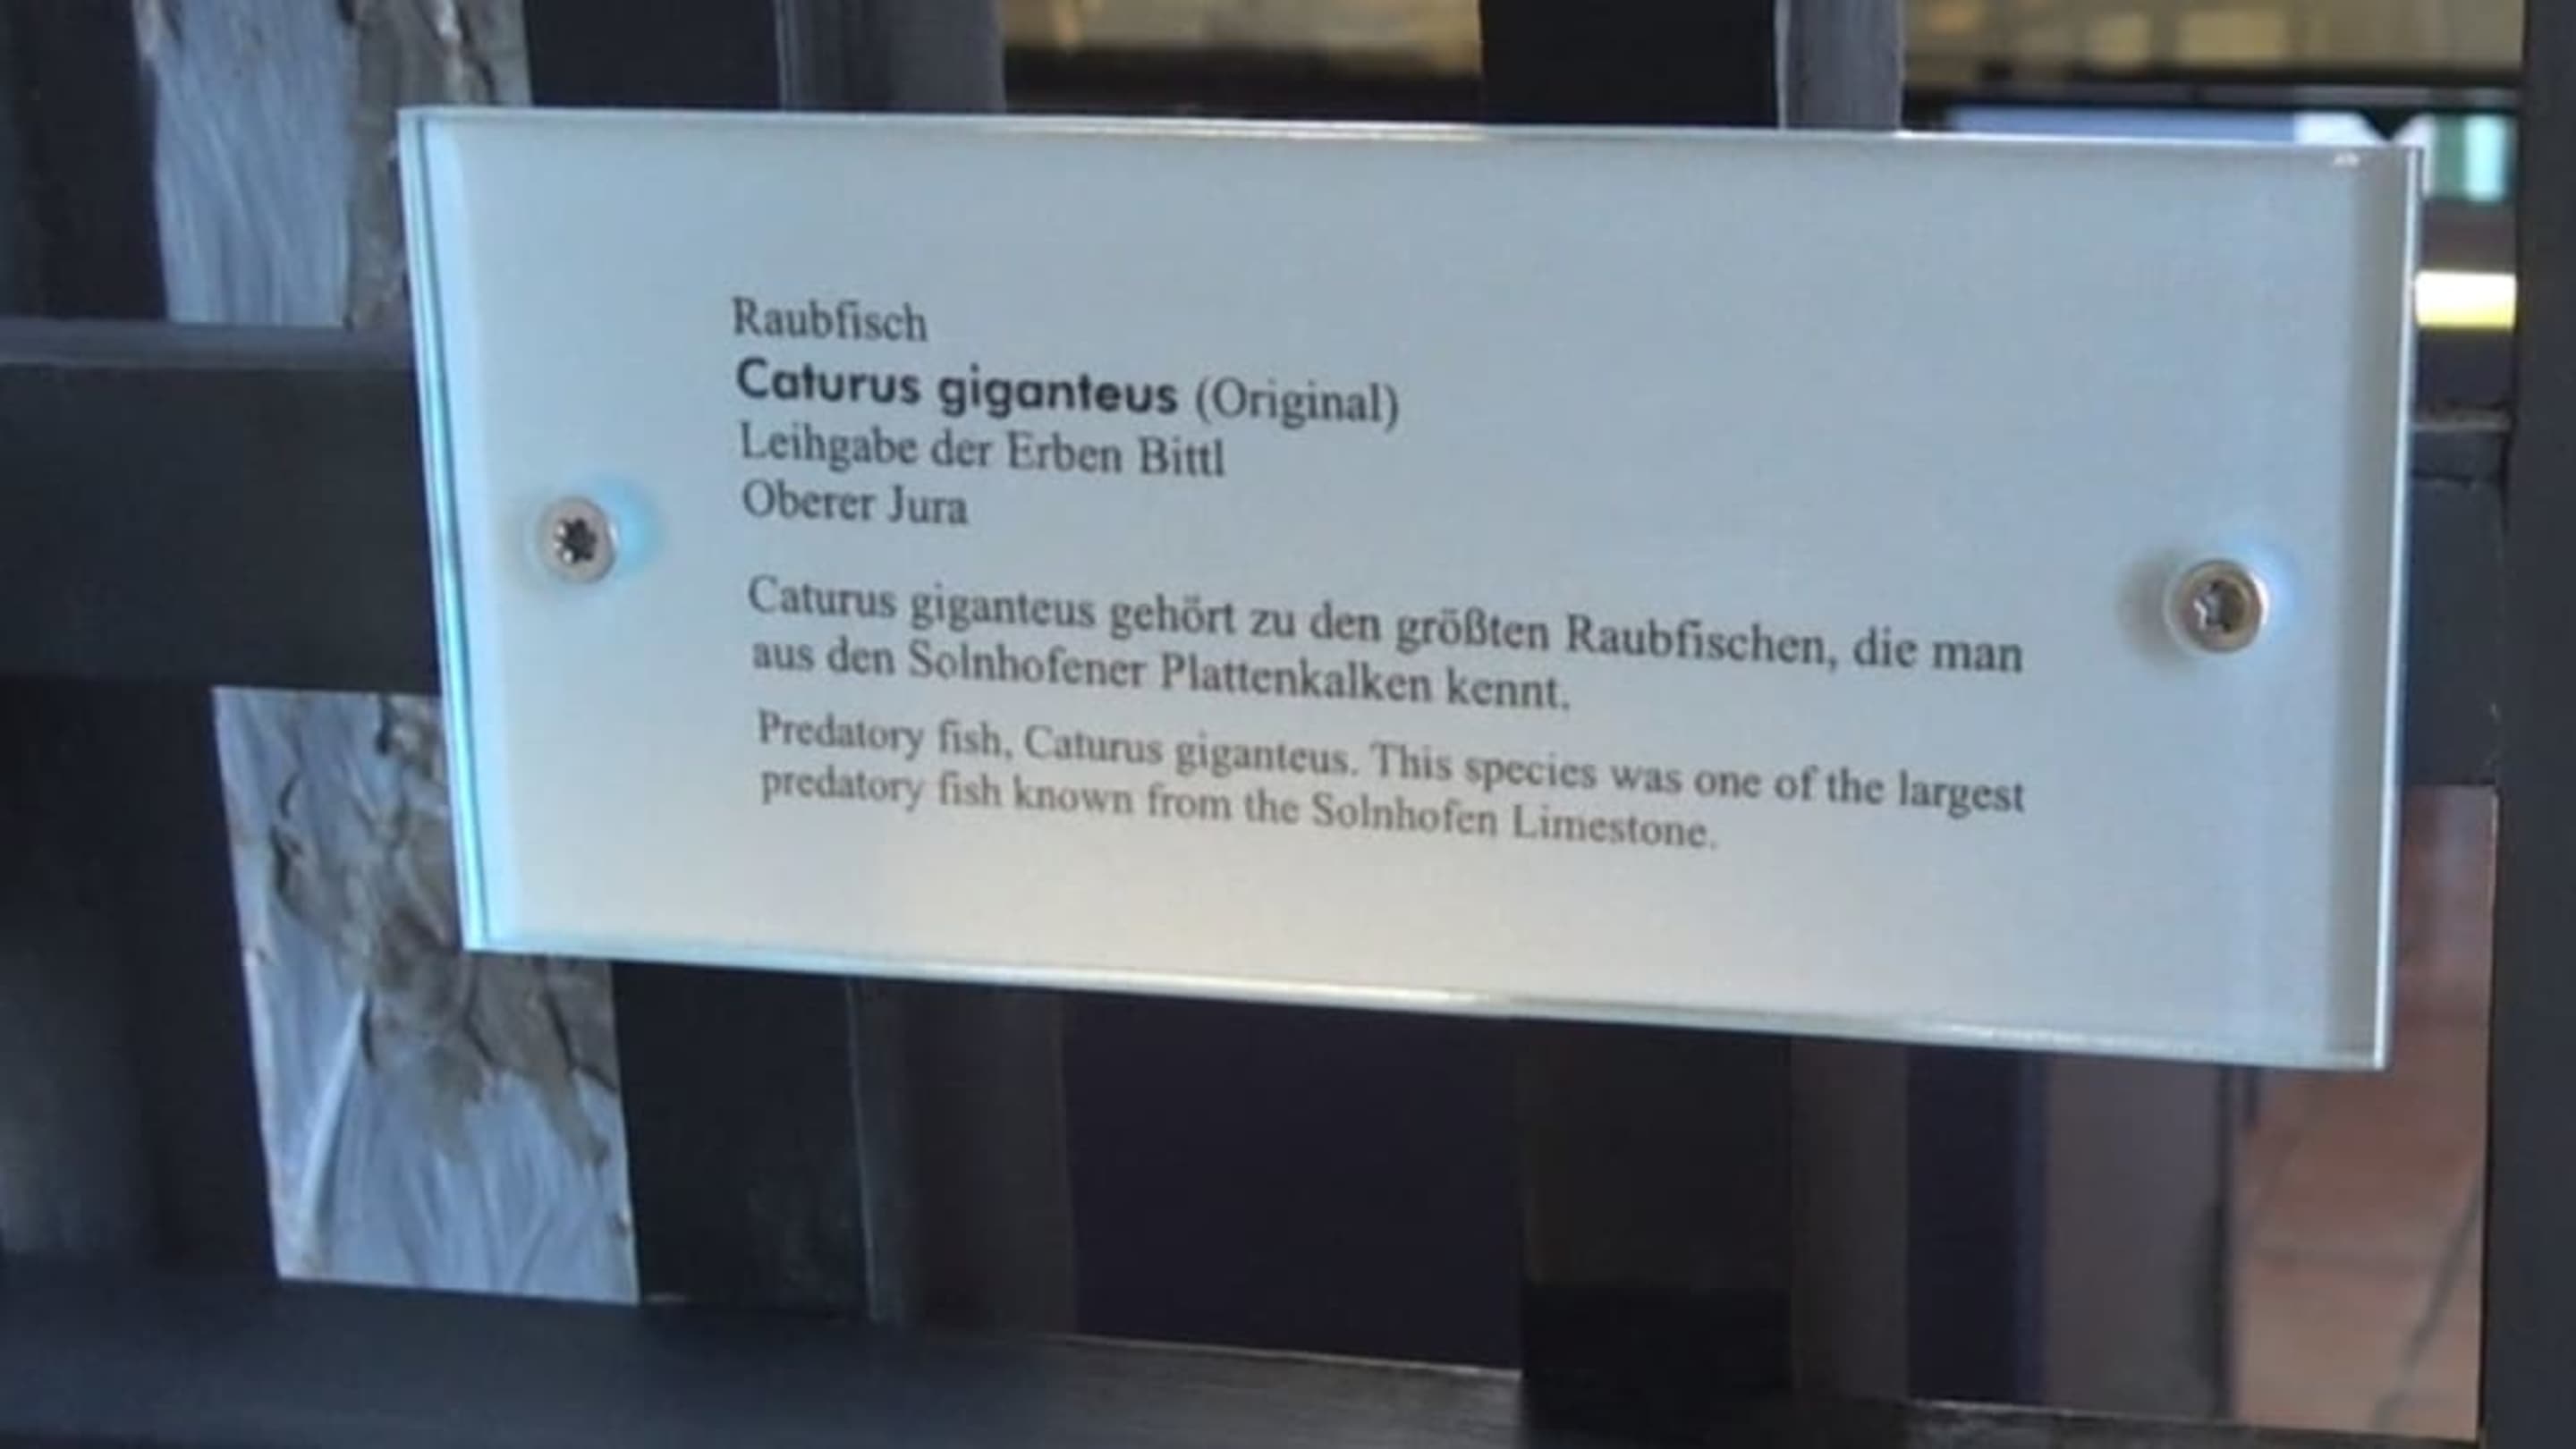 Raubfisch
Caturus giganteus (Original)
Leihgabe der Erben Bittl
Oberer Jura
Caturus giganteus gehört zu den größten Raubfischen, die man
aus den Solnhofener Plattenkalken kennt.
Predatory fish, Caturus giganteus. This species was one of the largest
predatory fish known from the Solnhofen Limestone.